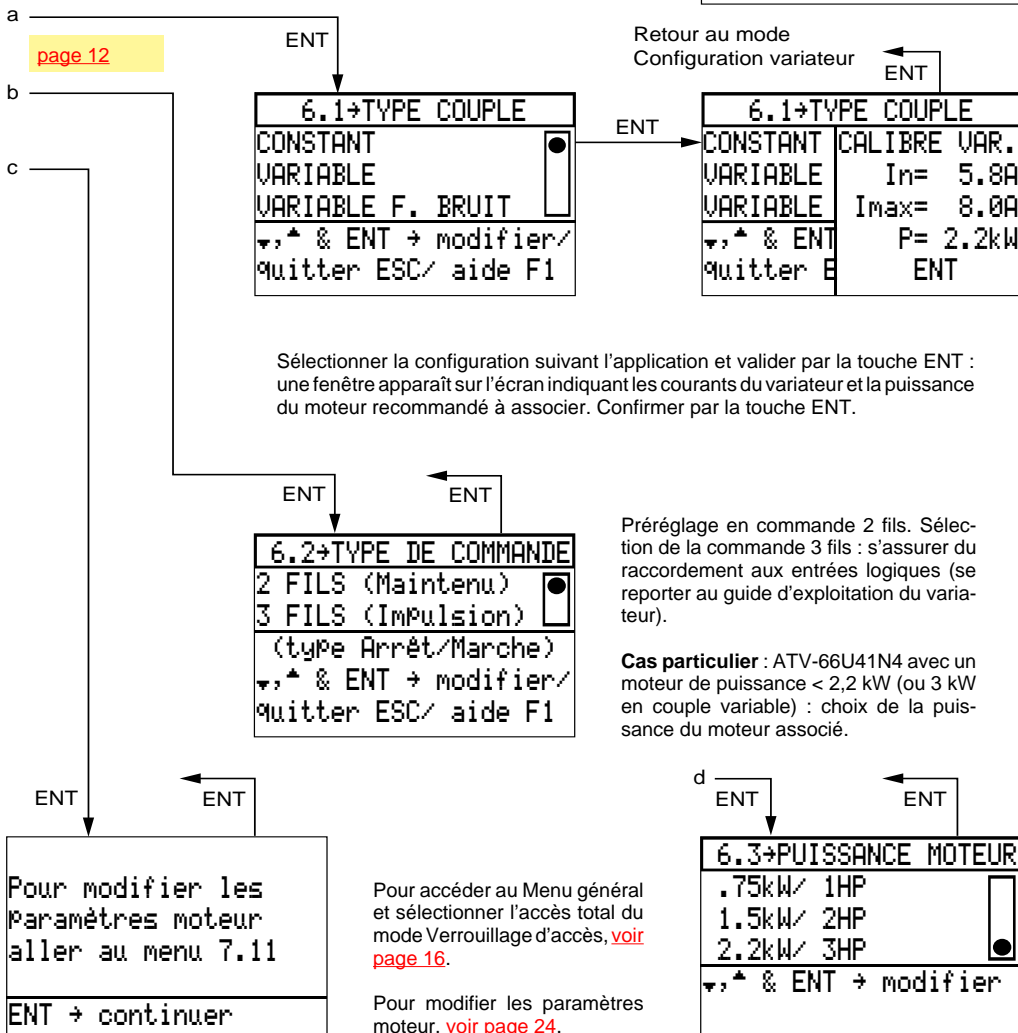 a
page 12
ENT
Retour au mode
Configuration variateur
ENT
b
6.1→TYPE COUPLE
CONSTANT
VARIABLE
VARIABLE F. BRUIT
▼,▲ & ENT → modifier/
quitter ESC/ aide F1
ENT
6.1→TYPE COUPLE
CONSTANT
VARIABLE
VARIABLE
▼,▲ & ENT
quitter E
CALIBRE VAR.
In= 5.8A
Imax= 8.0A
P= 2.2kW
ENT
c
Sélectionner la configuration suivant l'application et valider par la touche ENT :
une fenêtre apparaît sur l'écran indiquant les courants du variateur et la puissance
du moteur recommandé à associer. Confirmer par la touche ENT.
ENT
ENT
6.2→TYPE DE COMMANDE
2 FILS (Maintenu)
3 FILS (Impulsion)
(type Arrêt/Marche)
▼,▲ & ENT → modifier/
quitter ESC/ aide F1
Préréglage en commande 2 fils. Sélec-
tion de la commande 3 fils : s'assurer du
raccordement aux entrées logiques (se
reporter au guide d'exploitation du varia-
teur).
Cas particulier : ATV-66U41N4 avec un
moteur de puissance < 2,2 kW (ou 3 kW
en couple variable) : choix de la puis-
sance du moteur associé.
ENT
ENT
Pour modifier les
Paramètres moteur
aller au menu 7.11
ENT → continuer
Pour accéder au Menu général
et sélectionner l'accès total du
mode Verrouillage d'accès, voir
page 16.
Pour modifier les paramètres
moteur, voir page 24.
d
ENT
ENT
6.3→PUISSANCE MOTEUR
.75kW/ 1HP
1.5kW/ 2HP
2.2kW/ 3HP
▼,▲ & ENT → modifier